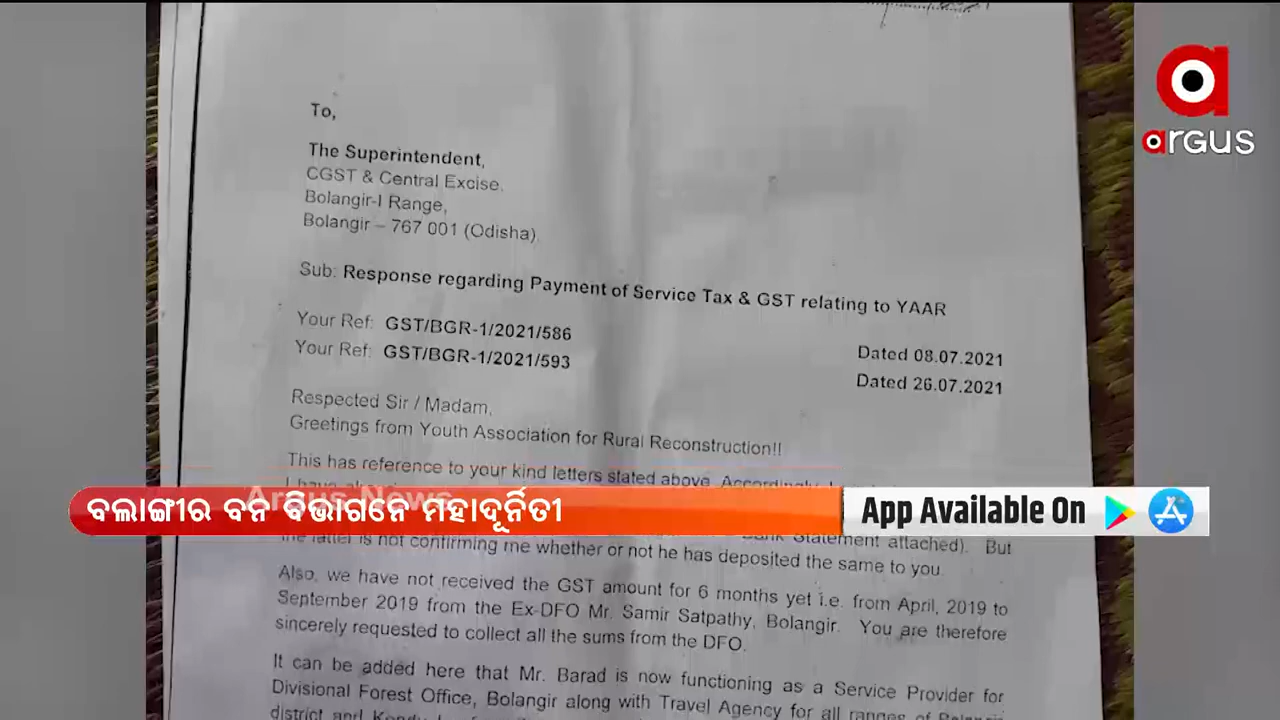 To,
The Superintendent,
CGST & Central Excise,
Bolangir-I Range,
Bolangir – 767 001 (Odisha)
Sub: Response regarding Payment of Service Tax & GST relating to YAAR
Your Ref: GST/BGR-1/2021/586 Dated 08.07.2021
Your Ref: GST/BGR-1/2021/593 Dated 26.07.2021
Respected Sir / Madam,
Greetings from Youth Association for Rural Reconstruction!!
This has reference to your kind letters stated above. Accordingly
Argus News
ବଲାଙ୍ଗୀର ବନ ବିଭାଗନେ ମହାଦୂର୍ନିତୀ
App Available On
Bank Statement attached). But
the latter is not confirming me whether or not he has deposited the same to you.
Also, we have not received the GST amount for 6 months yet i.e. from April, 2019 to
September 2019 from the Ex-DFO Mr. Samir Satpathy, Bolangir. You are therefore
sincerely requested to collect all the sums from the DFO.
It can be added here that Mr. Barad is now functioning as a Service Provider for
Divisional Forest Office, Bolangir along with Travel Agency for all ranges of
district and
argus